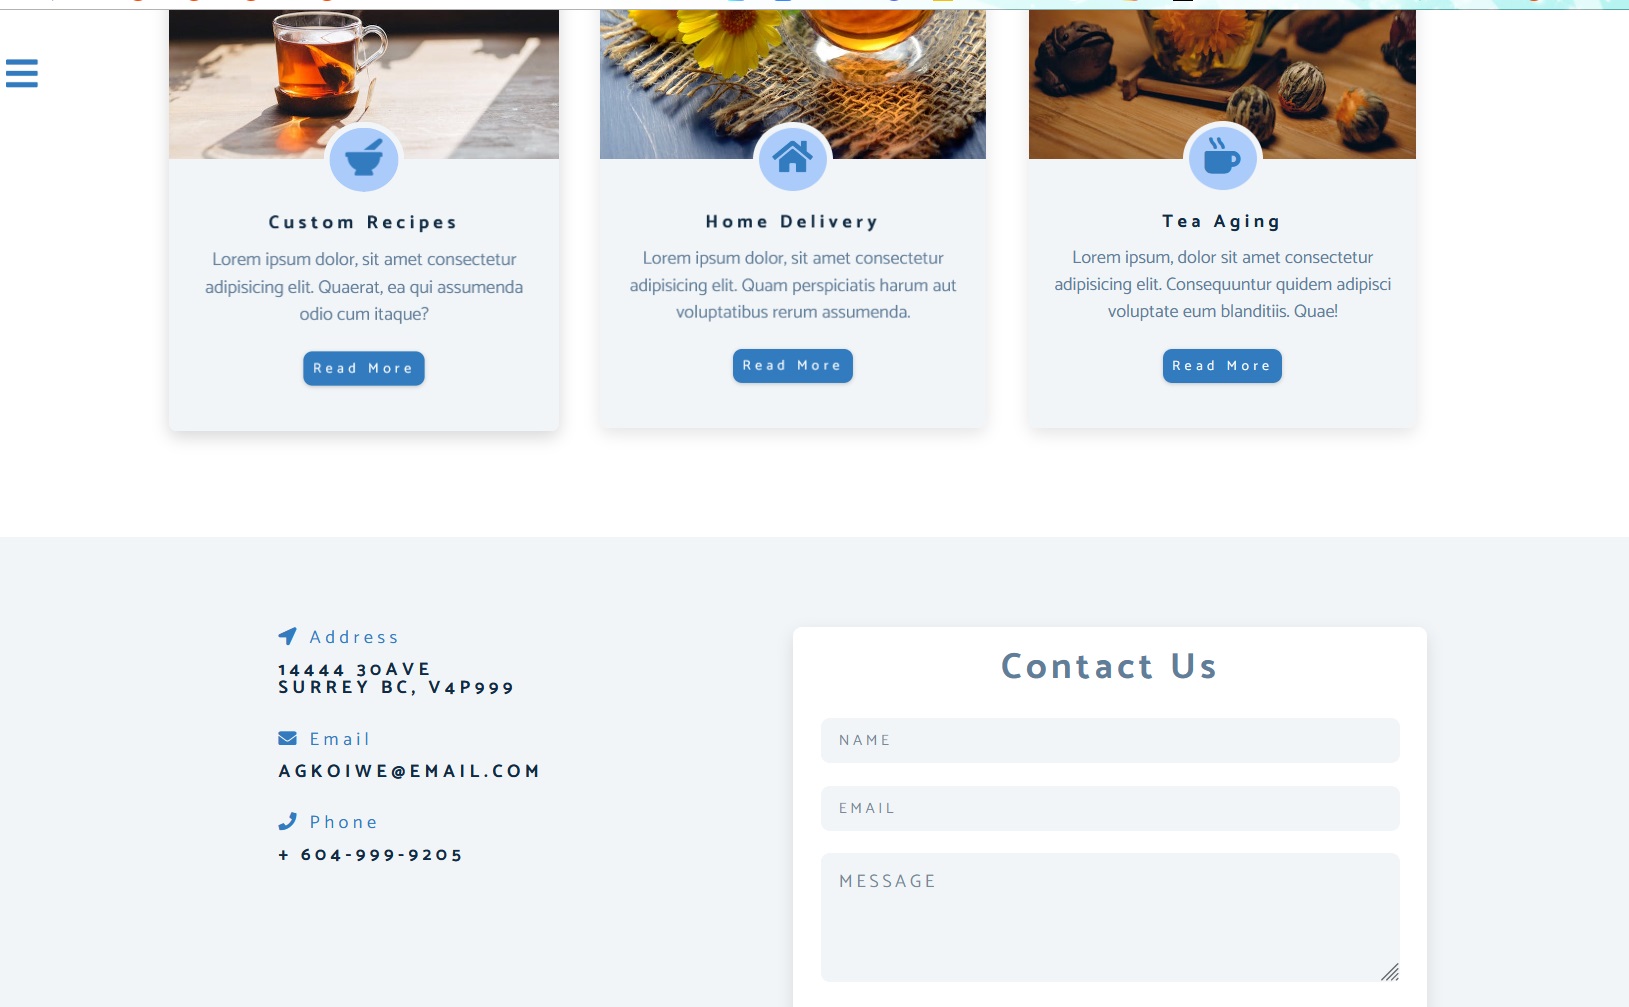 Custom Recipes
Lorem ipsum dolor, sit amet consectetur
adipisicing elit. Quaerat, ea qui assumenda
odio cum itaque?
Read More
Home Delivery
Lorem ipsum dolor, sit amet consectetur
adipisicing elit. Quam perspiciatis harum aut
voluptatibus rerum assumenda.
Read More
Tea Aging
Lorem ipsum, dolor sit amet consectetur
adipisicing elit. Consequuntur quidem adipisci
voluptate eum blanditiis. Quae!
Read More
Address
14444 30AVE
SURREY BC, V4P999
Email
AGKOIWE@EMAIL.COM
Phone
+ 604-999-9205
Contact Us
NAME
EMAIL
MESSAGE